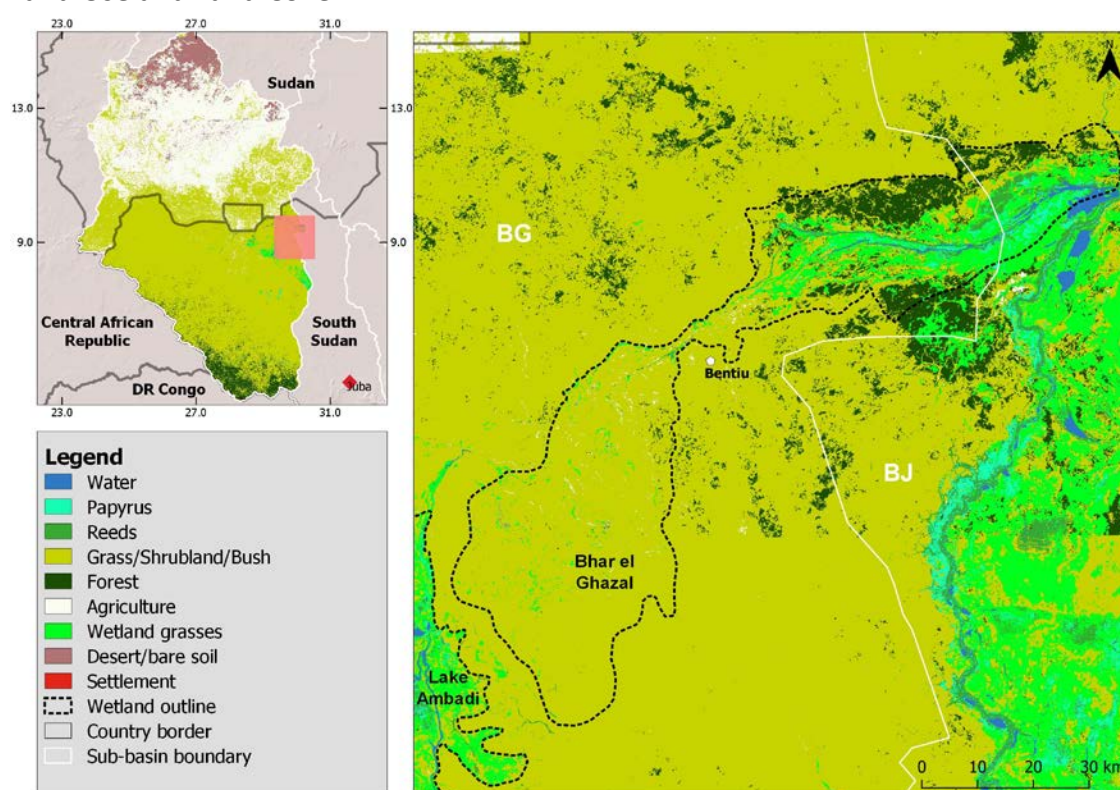 23.0
27.0
31.0
13.0
13.0
9.0
9.0
Sudan
Central African
Republic
South
Sudan
DR Congo
Juba
23.0
27.0
31.0
Legend
Water
Papyrus
Reeds
Grass/Shrubland/Bush
Forest
Agriculture
Wetland grasses
Desert/bare soil
Settlement
Wetland outline
Country border
Sub-basin boundary
BG
Bentiu
BJ
Bhar el
Ghazal
Lake
Ambadi
0 10 20 30 km